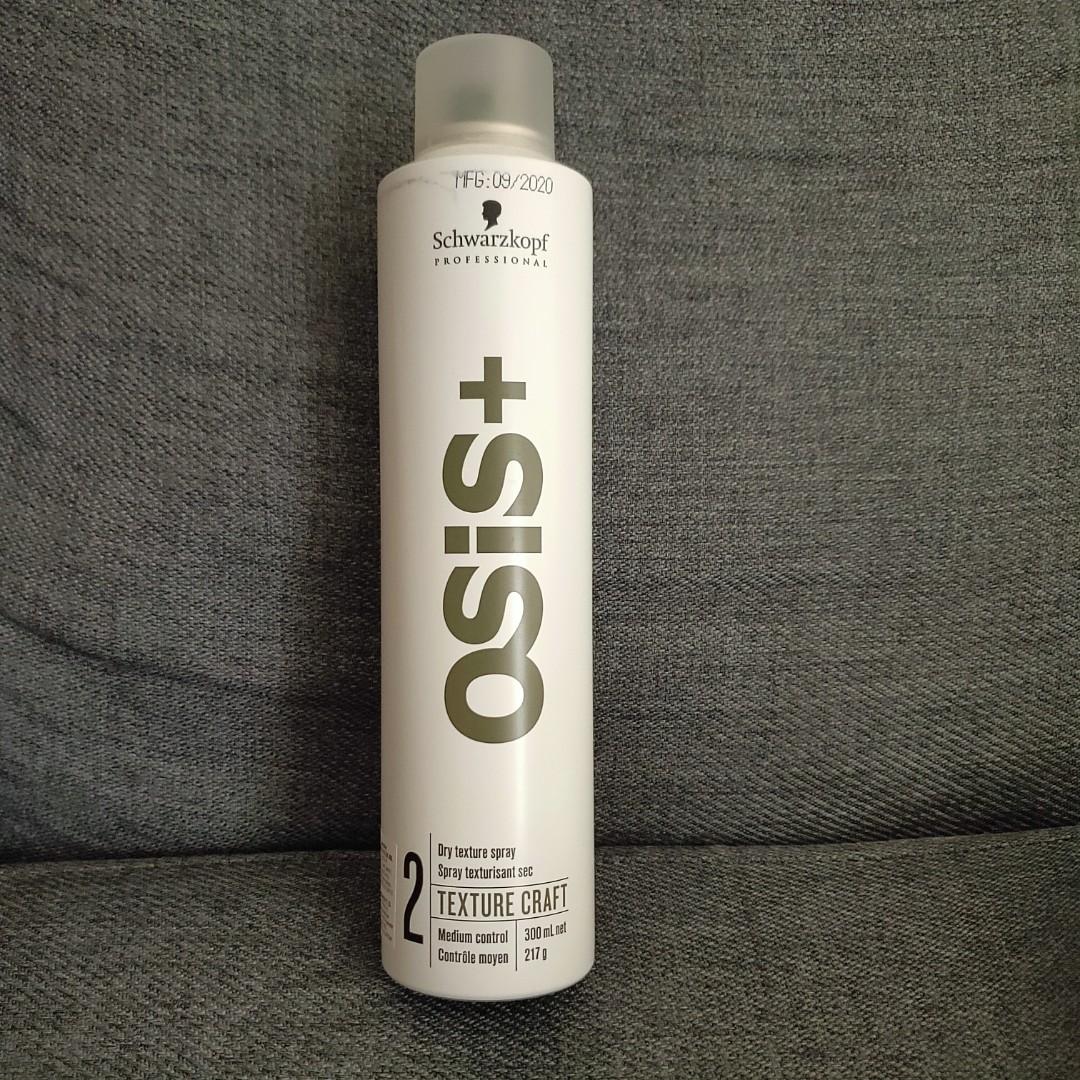 MFG:09/2020
Schwarzkopf
PROFESSIONAL
OSiS+
2
Dry texture spray
Spray texturisant sec
TEXTURE CRAFT
Medium control
Contrôle moyen
300 mL net
217 g